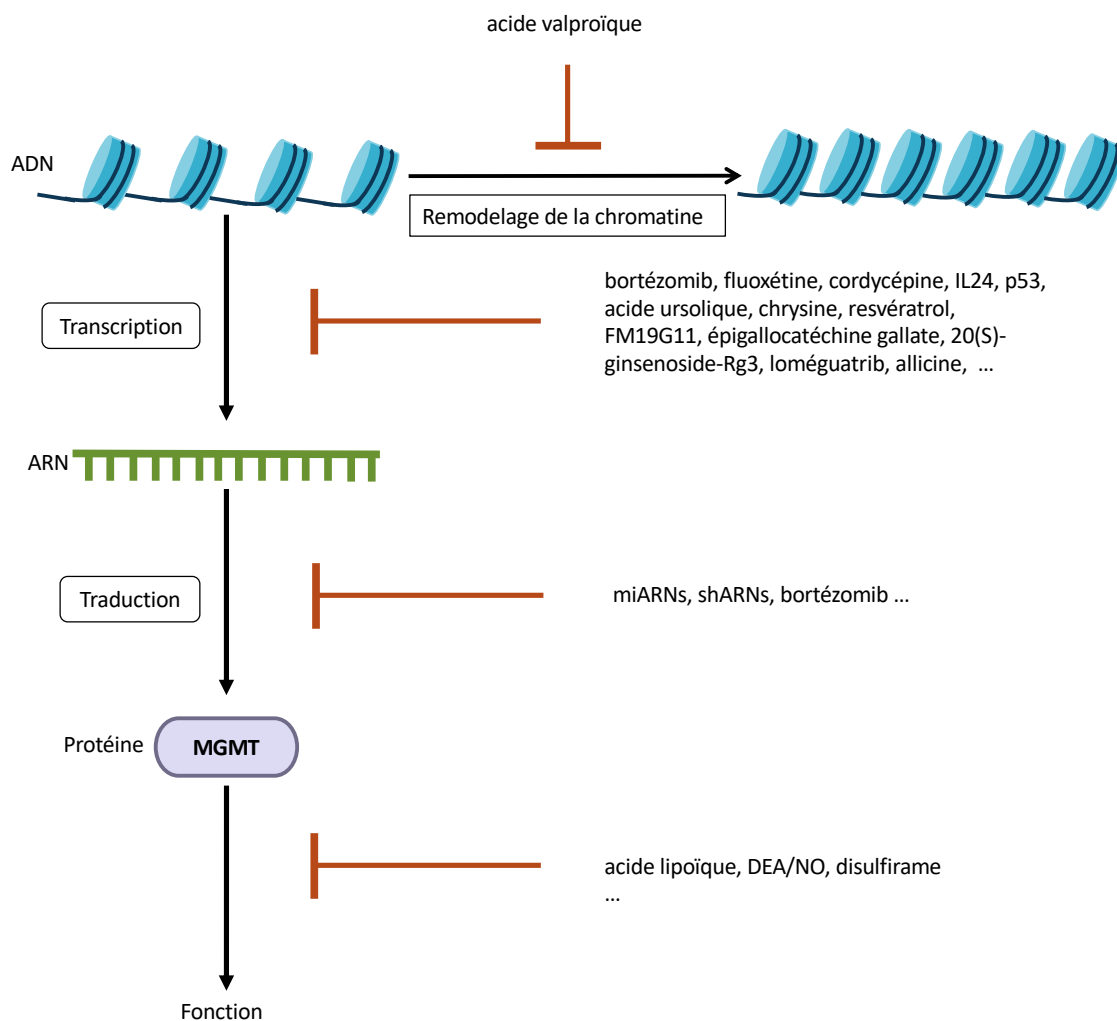 acide valproïque
ADN
Remodelage de la chromatine
Transcription
bortézomib, fluoxétine, cordycépine, IL24, p53,
acide ursolique, chrysine, resvératrol,
FM19G11, épigallocatéchine gallate, 20(S)-
ginsenoside-Rg3, loméguatrib, allicine,  ...
ARN
Traduction
miARNs, shARNs, bortézomib ...
Protéine
MGMT
acide lipoïque, DEA/NO, disulfirame
...
Fonction